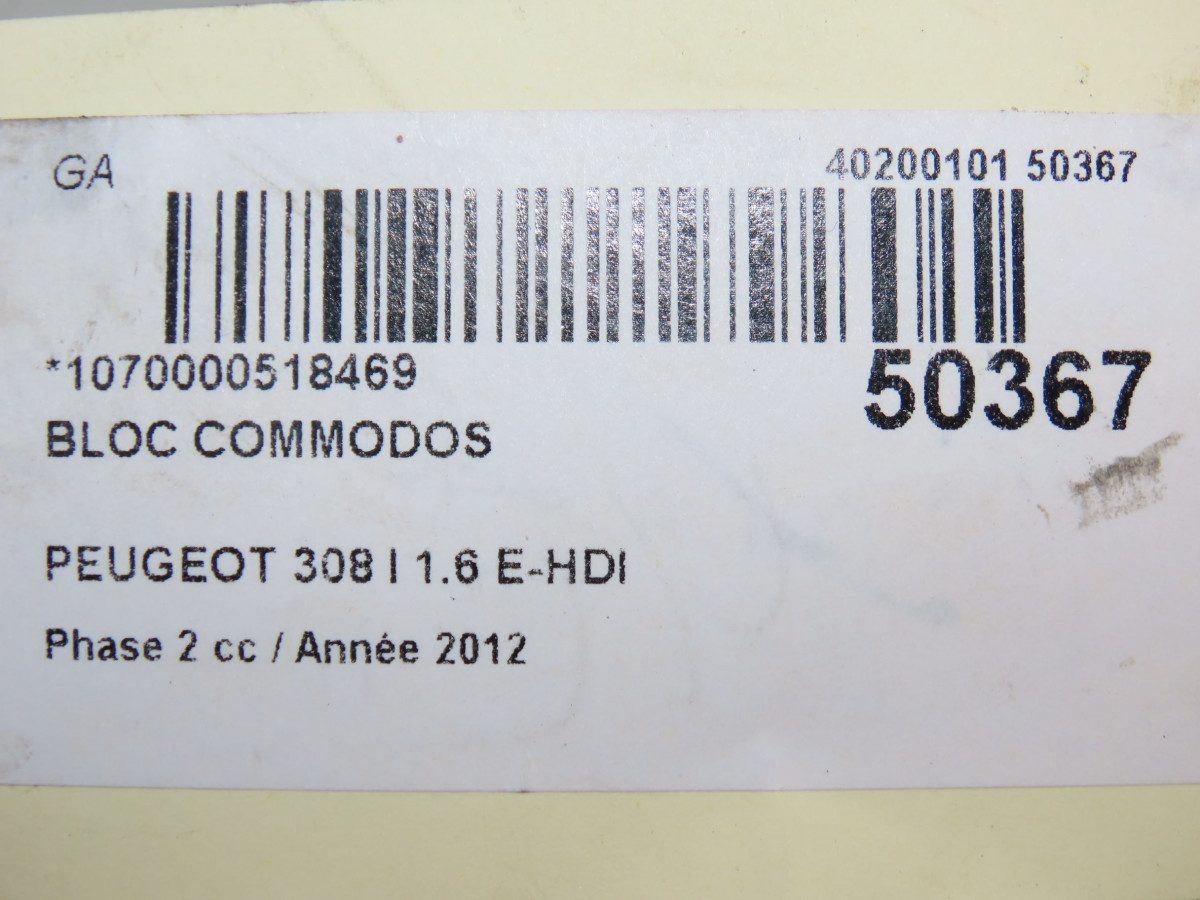 GA
40200101 50367
*1070000518469
50367
BLOC COMMODOS
PEUGEOT 308 I 1.6 E-HDI
Phase 2 cc / Année 2012